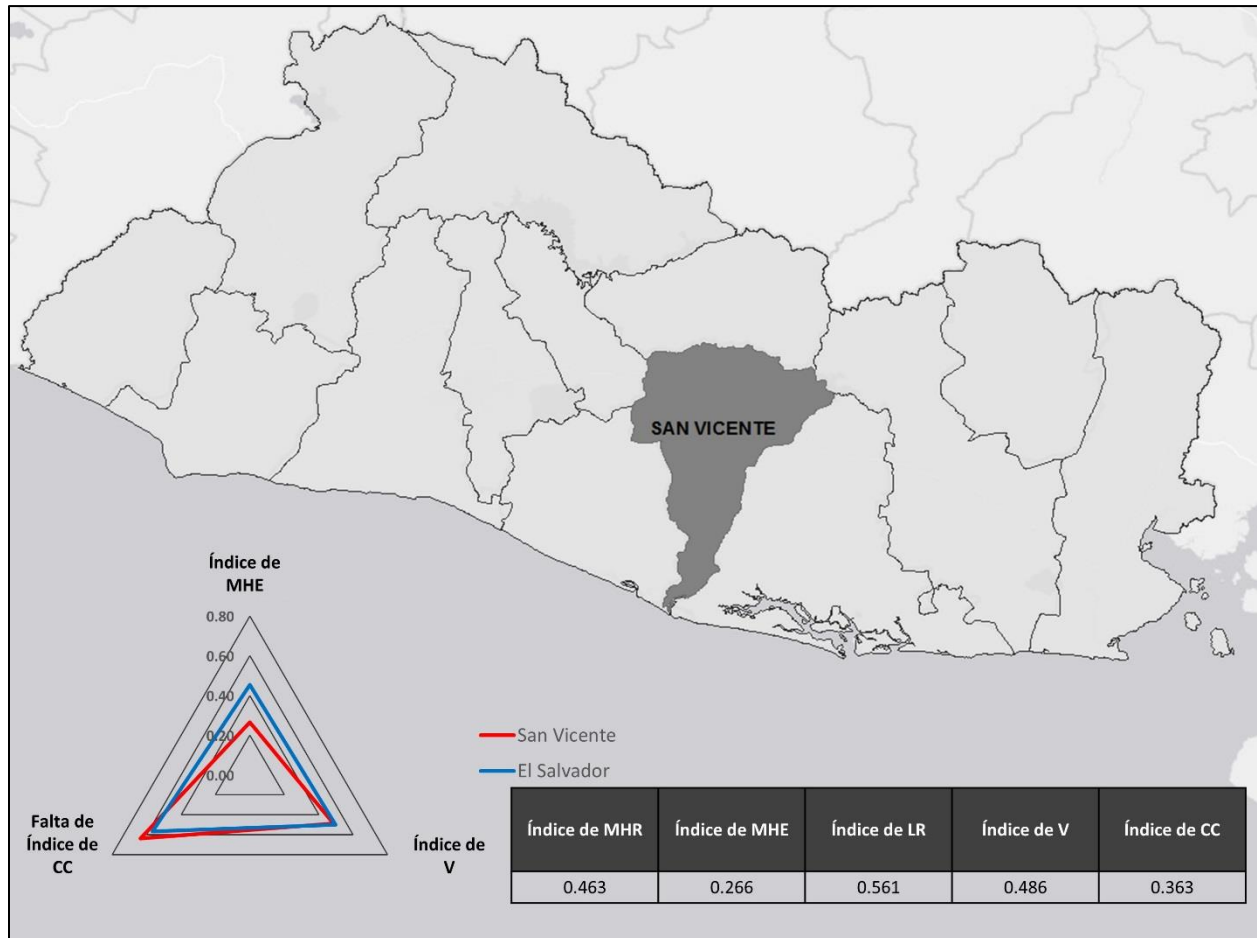 SAN VICENTE
Índice de
MHE
0.80
0.60
0.40
0.20
0.00
Falta de
Índice de
CC
Índice de
V
San Vicente
El Salvador
Índice de MHR Índice de MHE Índice de LR Índice de V Índice de CC
0.463 0.266 0.561 0.486 0.363